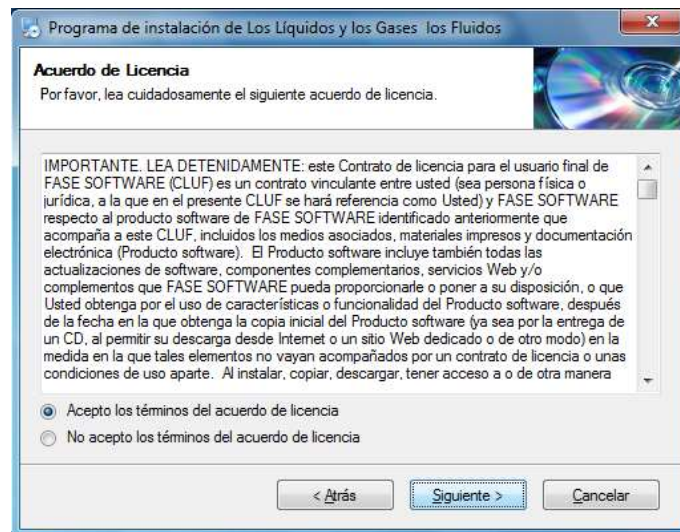 Programa de instalación de Los Líquidos y los Gases los Fluidos
Acuerdo de Licencia
Por favor, lea cuidadosamente el siguiente acuerdo de licencia.
IMPORTANTE. LEA DETENIDAMENTE: este Contrato de licencia para el usuario final de
FASE SOFTWARE (CLUF) es un contrato vinculante entre usted (sea persona física o
jurídica, a la que en el presente CLUF se hará referencia como Usted) y FASE SOFTWARE
respecto al producto software de FASE SOFTWARE identificado anteriormente que
acompaña a este CLUF, incluidos los medios asociados, materiales impresos y documentación
electrónica (Producto software). El Producto software incluye también todas las
actualizaciones de software, componentes complementarios, servicios Web y/o
complementos que FASE SOFTWARE pueda proporcionarle o poner a su disposición, o que
Usted obtenga por el uso de características o funcionalidad del Producto software, después
de la fecha en la que obtenga la copia inicial del Producto software (ya sea por la entrega de
un CD, al permitir su descarga desde Internet o un sitio Web dedicado o de otro modo) en la
medida en la que tales elementos no vayan acompañados por un contrato de licencia o unas
condiciones de uso aparte. Al instalar, copiar, descargar, tener acceso a o de otra manera
Acepto los términos del acuerdo de licencia
No acepto los términos del acuerdo de licencia
< Atrás
Siguiente >
Cancelar